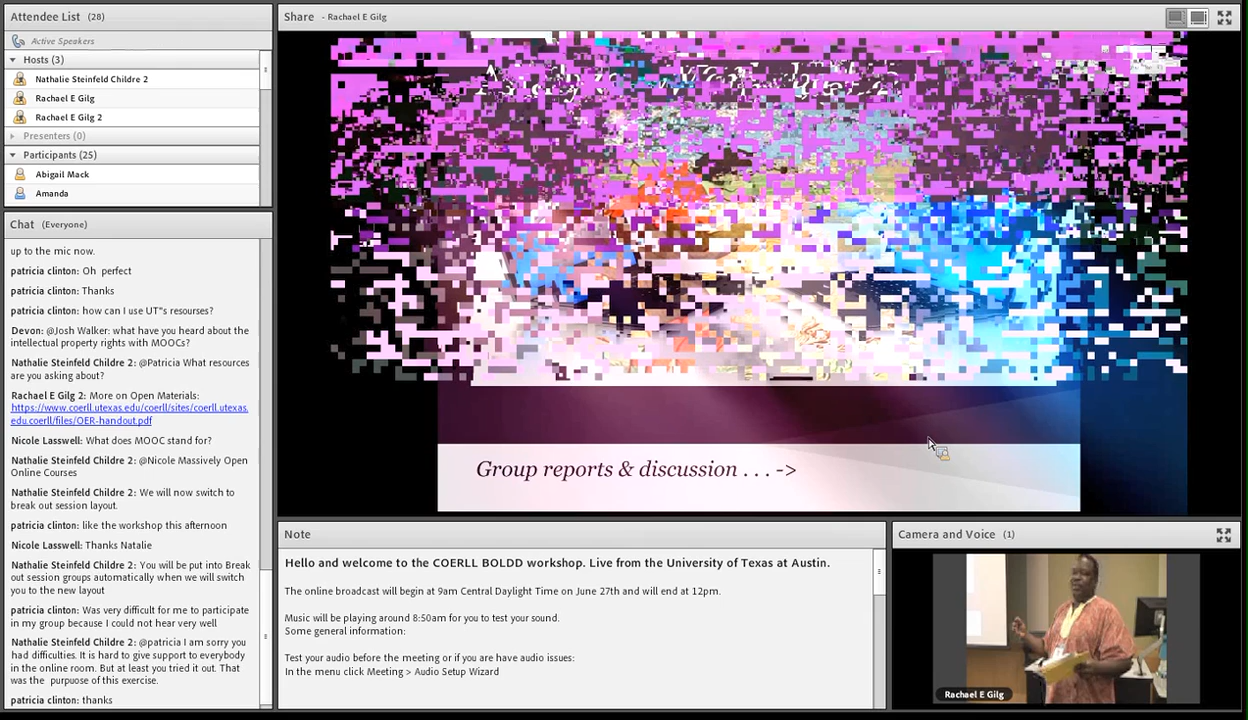 Attendee List (28)
Active Speakers
Hosts (3)
Nathalie Steinfeld Childre 2
Rachael E Gilg
Rachael E Gilg 2
Presenters (0)
Participants (25)
Abigail Mack
Amanda
Chat (Everyone)
up to the mic now.
patricia clinton: Oh perfect
patricia clinton: Thanks
patricia clinton: how can I use UT"s resourses?
Devon: @Josh Walker: what have you heard about the
intellectual property rights with MOOCs?
Nathalie Steinfeld Childre 2: @Patricia What resources
are you asking about?
Rachael E Gilg 2: More on Open Materials:
https://www.coerll.utexas.edu/coerll/sites/coerll.utexas.
edu.coerll/files/OER-handout.pdf
Nicole Lasswell: What does MOOC stand for?
Nathalie Steinfeld Childre 2: @Nicole Massively Open
Online Courses
Nathalie Steinfeld Childre 2: We will now switch to
break out session layout.
patricia clinton: like the workshop this afternoon
Nicole Lasswell: Thanks Natalie
Nathalie Steinfeld Childre 2: You will be put into Break
out session groups automatically when we will switch
you to the new layout
patricia clinton: Was very difficult for me to participate
in my group because I could not hear very well
Nathalie Steinfeld Childre 2: @patricia I am sorry you
had difficulties. It is hard to give support to everybody
in the online room. But at least you tried it out. That
was the purpuose of this exercise.
patricia clinton: thanks
Share - Rachael E Gilg
Group reports & discussion . . . ->
Note
Hello and welcome to the COERLL BOLDD workshop. Live from the University of Texas at Austin.
The online broadcast will begin at 9am Central Daylight Time on June 27th and will end at 12pm.
Music will be playing around 8:50am for you to test your sound.
Some general information:
Test your audio before the meeting or if you are have audio issues:
In the menu click Meeting > Audio Setup Wizard
Camera and Voice (1)
Rachael E Gilg